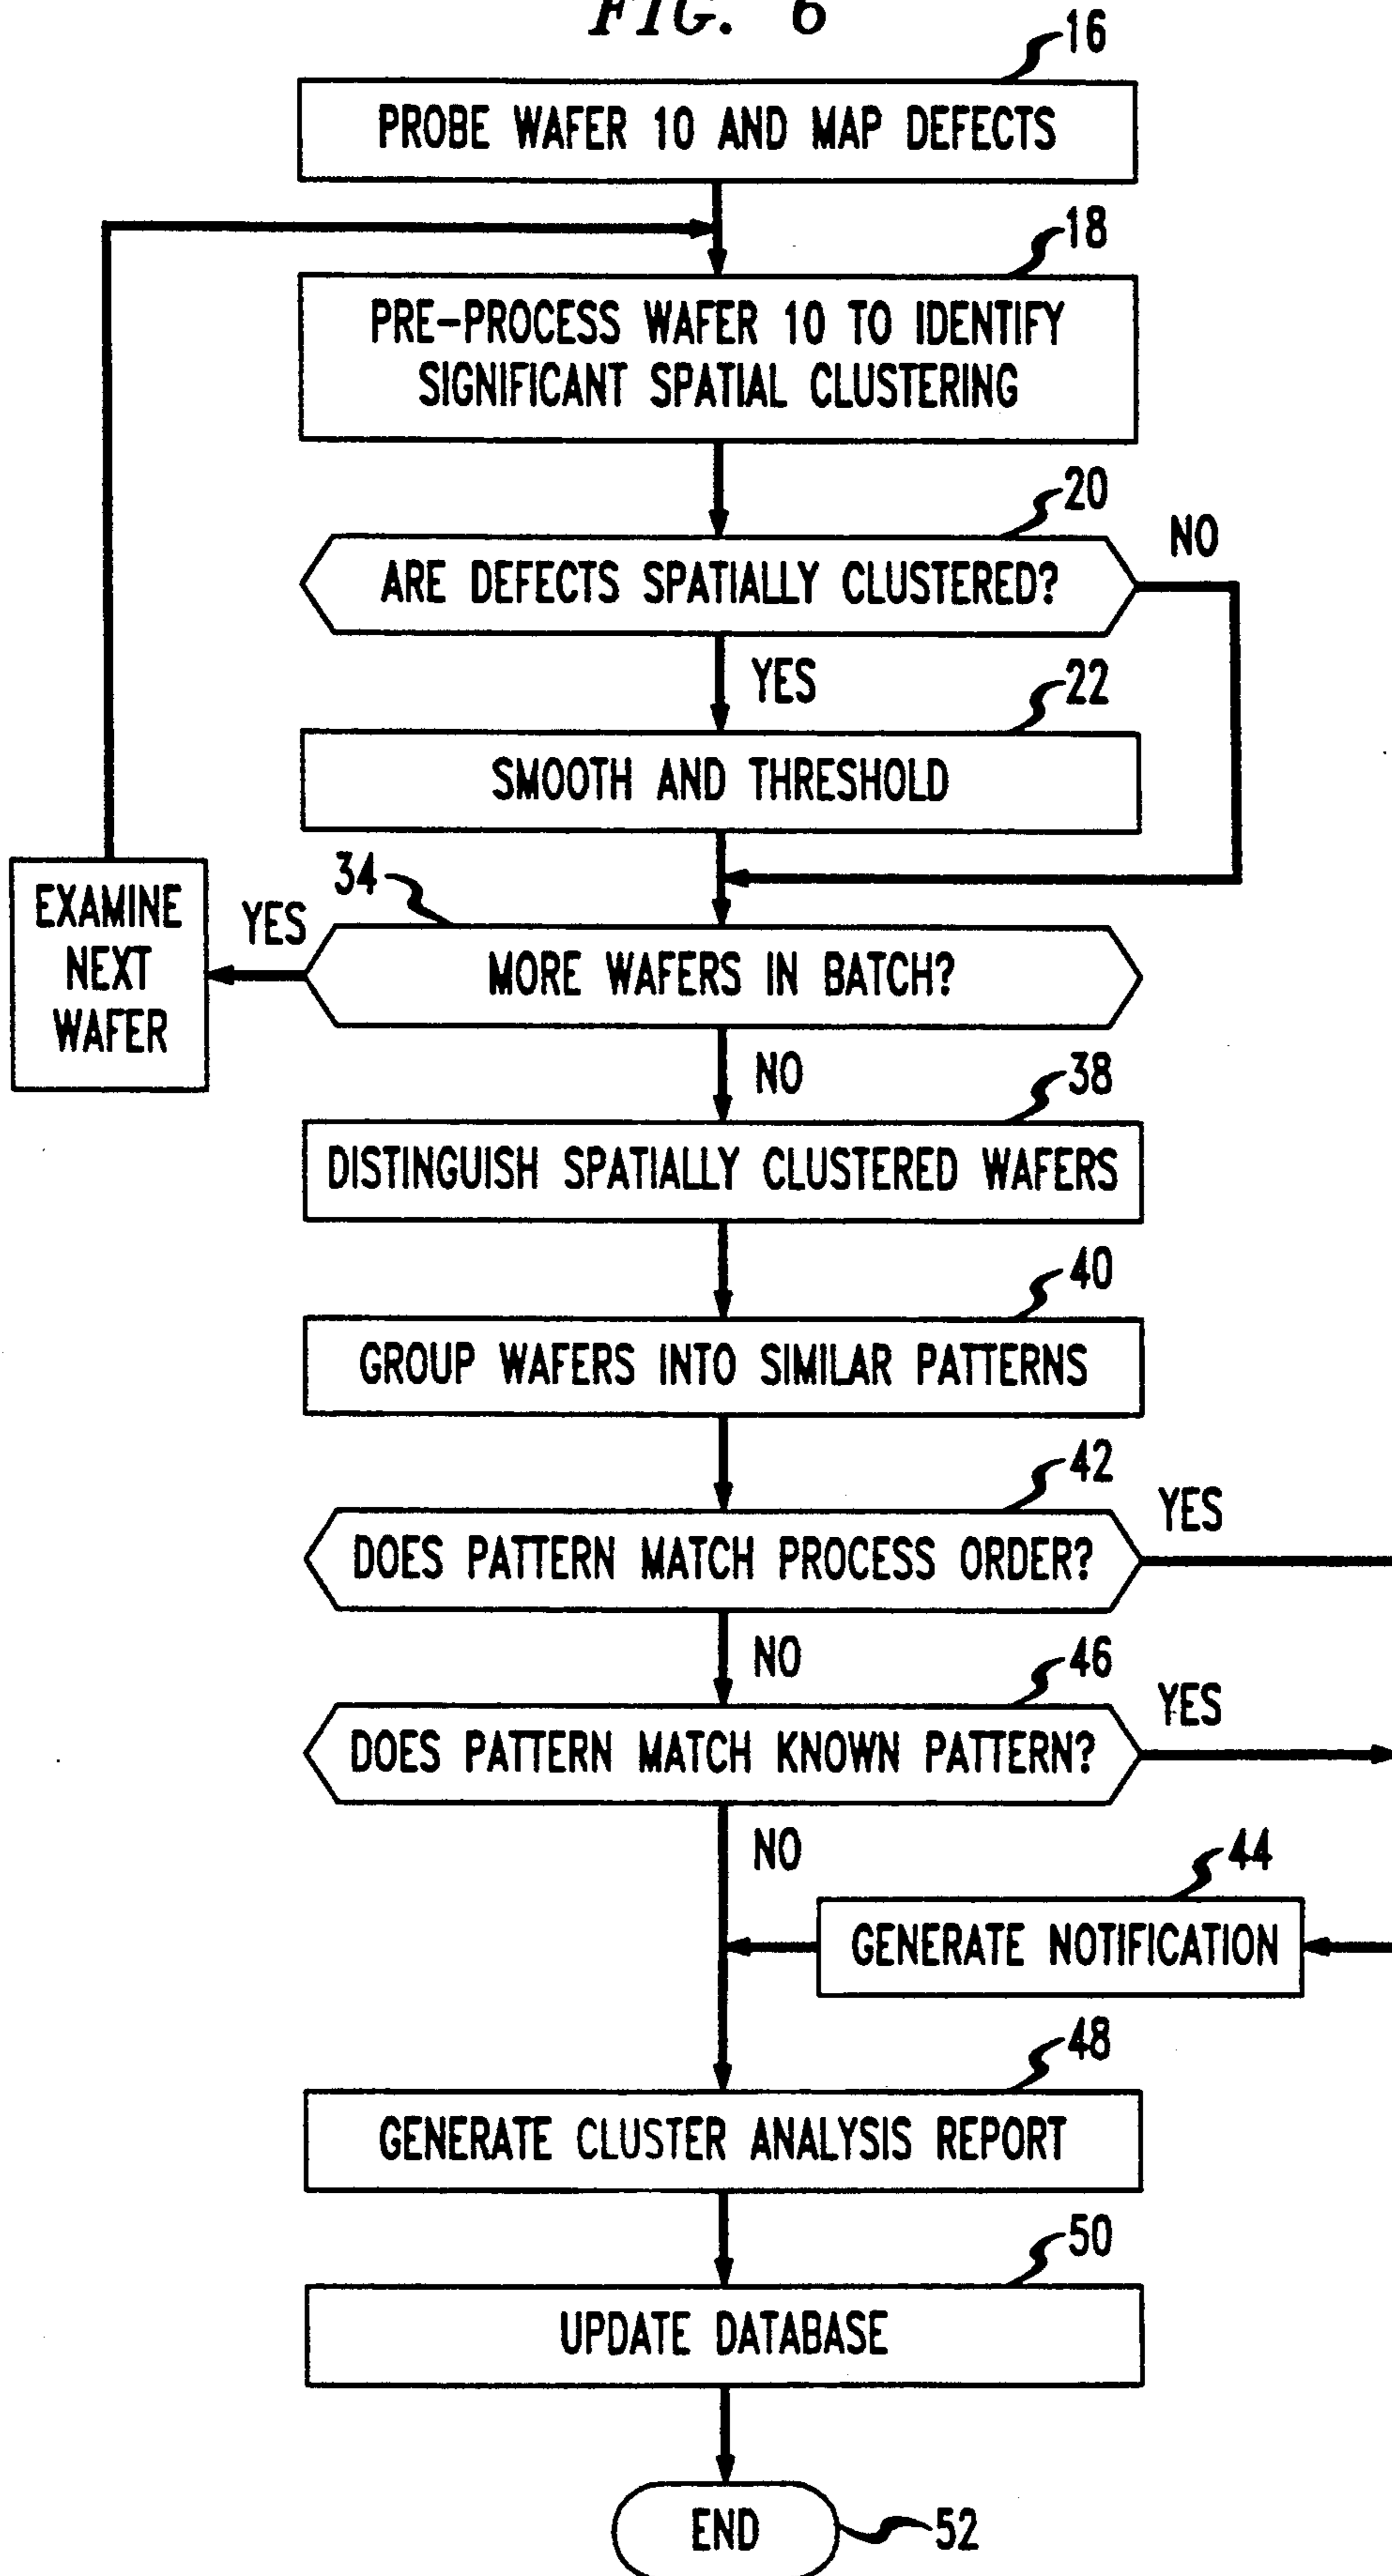 FIG. 6
16
PROBE WAFER 10 AND MAP DEFECTS
18
PRE-PROCESS WAFER 10 TO IDENTIFY
SIGNIFICANT SPATIAL CLUSTERING
20
NO
ARE DEFECTS SPATIALLY CLUSTERED?
YES
22
SMOOTH AND THRESHOLD
34
EXAMINE
NEXT
WAFER
YES
MORE WAFERS IN BATCH?
NO
38
DISTINGUISH SPATIALLY CLUSTERED WAFERS
40
GROUP WAFERS INTO SIMILAR PATTERNS
42
YES
DOES PATTERN MATCH PROCESS ORDER?
NO
46
YES
DOES PATTERN MATCH KNOWN PATTERN?
NO
44
GENERATE NOTIFICATION
48
GENERATE CLUSTER ANALYSIS REPORT
50
UPDATE DATABASE
END
52